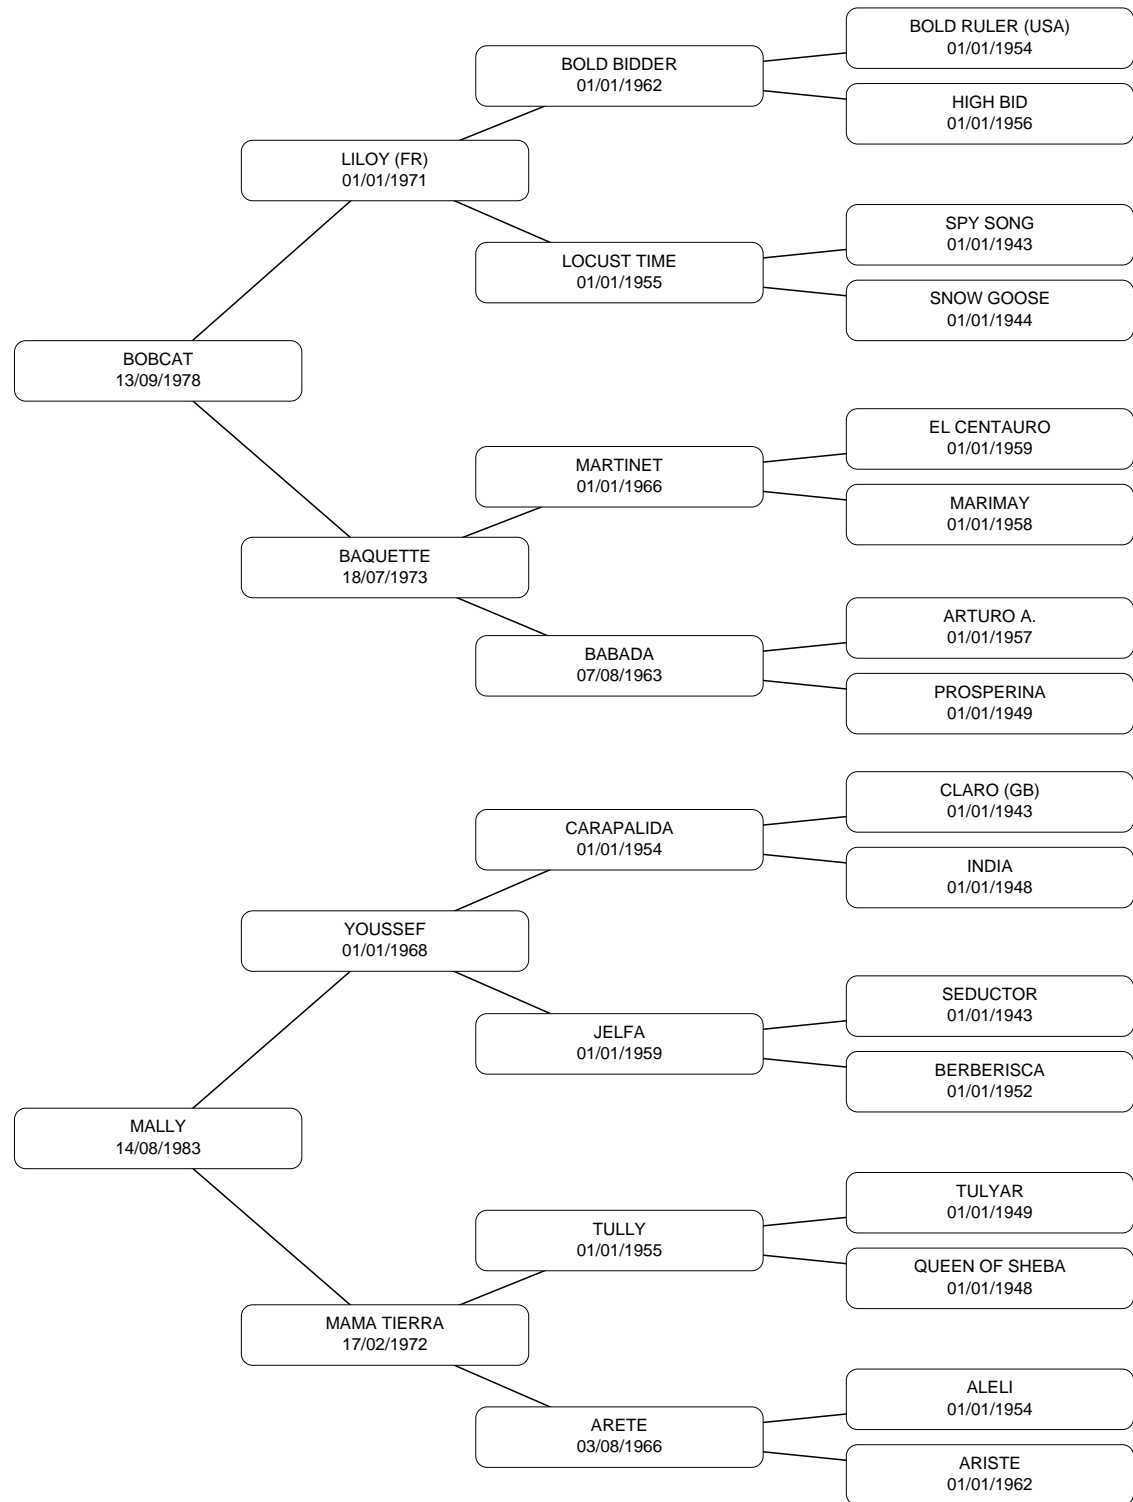 BOLD RULER (USA)
01/01/1954
BOLD BIDDER
01/01/1962
HIGH BID
01/01/1956
LILOY (FR)
01/01/1971
SPY SONG
01/01/1943
LOCUST TIME
01/01/1955
SNOW GOOSE
01/01/1944
BOBCAT
13/09/1978
EL CENTAURO
01/01/1959
MARTINET
01/01/1966
MARIMAY
01/01/1958
BAQUETTE
18/07/1973
ARTURO A.
01/01/1957
BABADA
07/08/1963
PROSPERINA
01/01/1949
CLARO (GB)
01/01/1943
CARAPALIDA
01/01/1954
INDIA
01/01/1948
YOUSSEF
01/01/1968
SEDUCTOR
01/01/1943
JELFA
01/01/1959
BERBERISCA
01/01/1952
MALLY
14/08/1983
TULYAR
01/01/1949
TULLY
01/01/1955
QUEEN OF SHEBA
01/01/1948
MAMA TIERRA
17/02/1972
ALELI
01/01/1954
ARETE
03/08/1966
ARISTE
01/01/1962